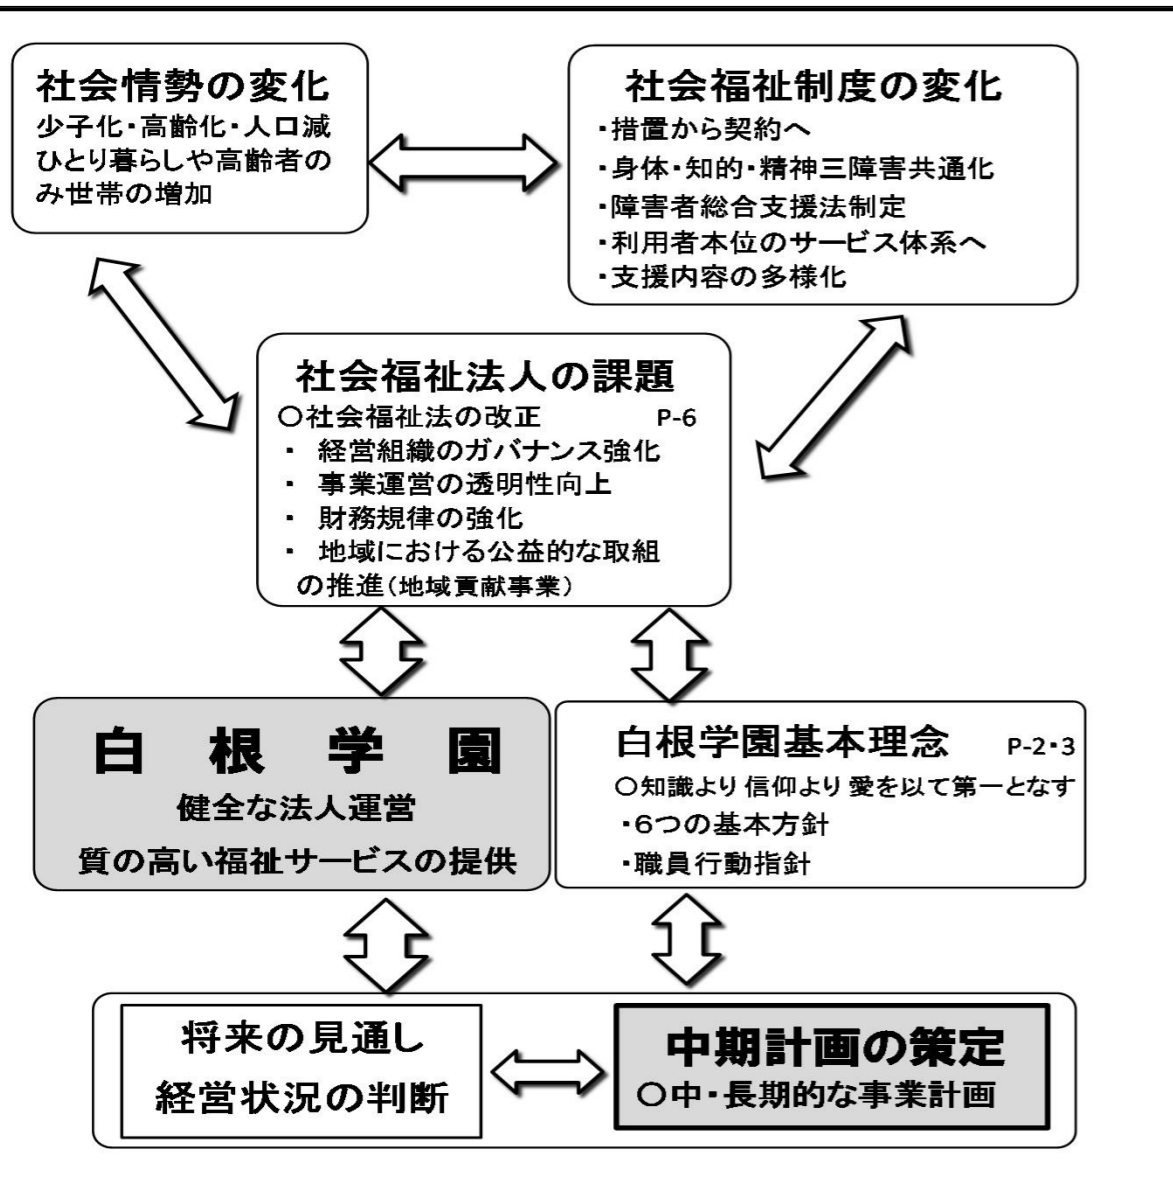 社会情勢の変化
少子化・高齢化・人口減
ひとり暮らしや高齢者の
み世帯の増加
社会福祉制度の変化
・措置から契約へ
・身体・知的・精神三障害共通化
・障害者総合支援法制定
・利用者本位のサービス体系へ
・支援内容の多様化
社会福祉法人の課題
○社会福祉法の改正 P-6
・ 経営組織のガバナンス強化
・ 事業運営の透明性向上
・ 財務規律の強化
・ 地域における公益的な取組
の推進(地域貢献事業)
白 根 学 園
健全な法人運営
質の高い福祉サービスの提供
白根学園基本理念 P-2・3
○知識より 信仰より 愛を以て第一となす
・6つの基本方針
・職員行動指針
将来の見通し
経営状況の判断
中期計画の策定
○中・長期的な事業計画